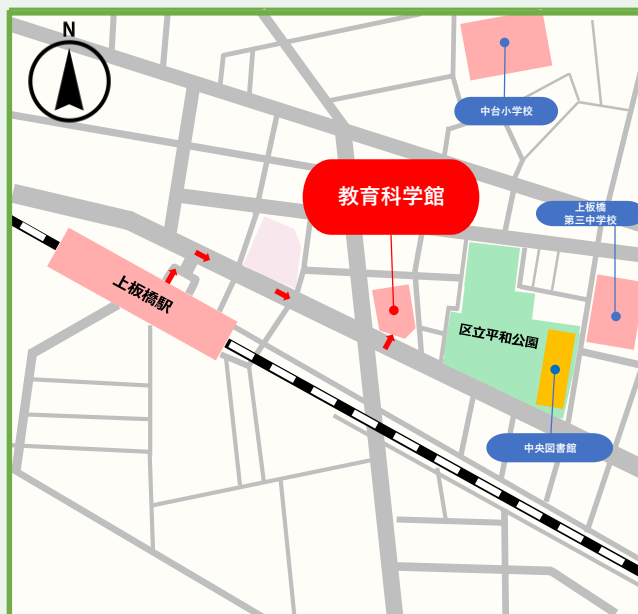 N
中台小学校
教育科学館
上板橋
第三中学校
上板橋駅
区立平和公園
中央図書館